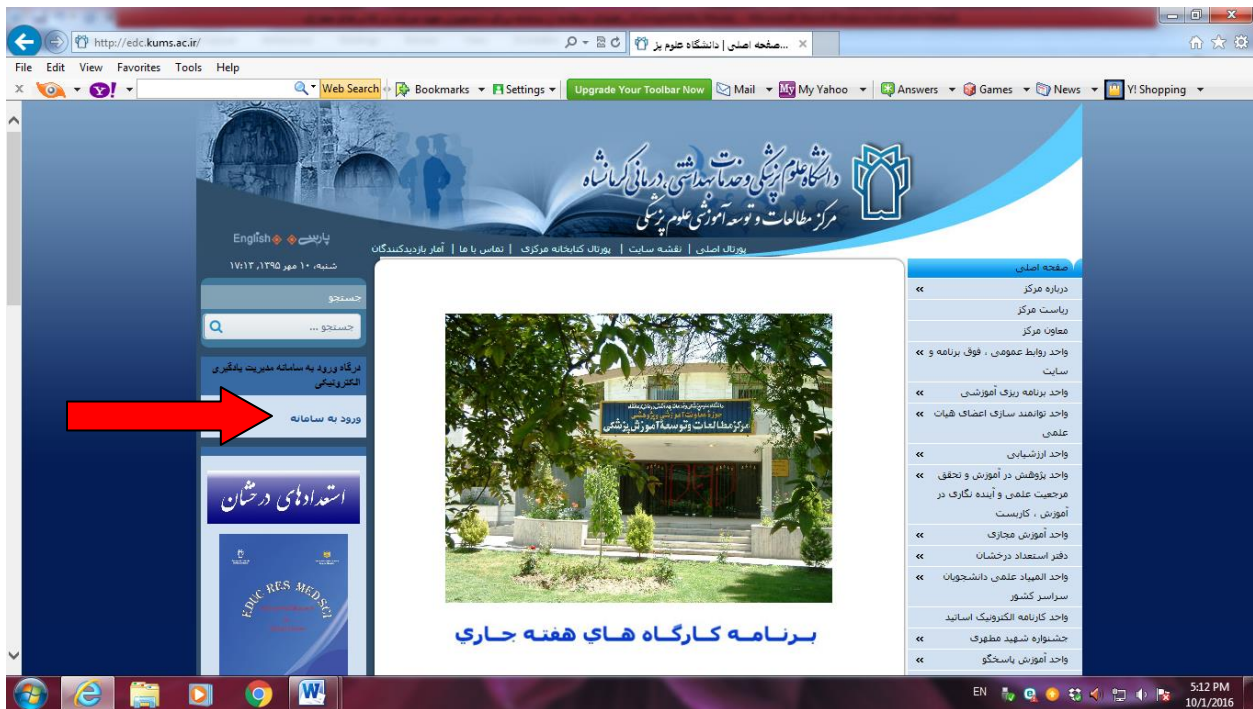 http://edc.kums.ac.ir/
صفحه اصلی | دانشگاه علوم پز...
File Edit View Favorites Tools Help
Web Search Bookmarks Settings Upgrade Your Toolbar Now Mail My Yahoo Answers Games News Y! Shopping
دانشگاه علوم پزشکی و خدمات بهداشتی، درمانی کرمانشاه
مرکز مطالعات و توسعه آموزش علوم پزشکی
پارسی English
پورتال اصلی | نقشه سایت | پورتال کتابخانه مرکزی | تماس با ما | آمار بازدیدکنندگان
شنبه، ۱۰ مهر ۱۳۹۵, ۱۷:۱۳
جستجو
جستجو ...
درگاه ورود به سامانه مدیریت یادگیری
الکترونیکی
ورود به سامانه
استعدادهای درخشان
EDUC RES MEDSCI
مرکز مطالعات و توسعه آموزش پزشکی
برنامه کارگاه های هفته جاري
صفحه اصلی
درباره مرکز
ریاست مرکز
معاون مرکز
واحد روابط عمومی ، فوق برنامه و
سایت
واحد برنامه ریزی آموزشی
واحد توانمند سازی اعضای هیات
علمی
واحد ارزشیابی
واحد پژوهش در آموزش و تحقق
مرجعیت علمی و آینده نگاری در
آموزش ، کاربست
واحد آموزش مجازی
دفتر استعداد درخشان
واحد المپیاد علمی دانشجویان
سراسر کشور
واحد کارنامه الکترونیک اساتید
جشنواره شهید مطهری
واحد آموزش پاسخگو
EN
5:12 PM
10/1/2016